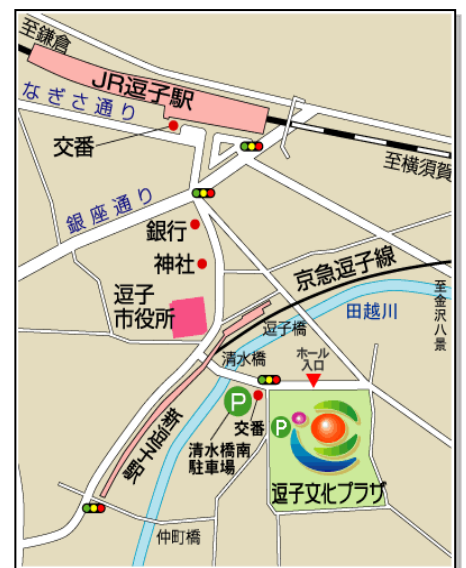 至鎌倉
JR逗子駅
なぎさ通り
交番
至横須賀
銀座通り
銀行
神社
逗子
市役所
京急逗子線
至金沢八景
田越川
逗子橋
清水橋
ホール
入口
P
交番
清水橋南
駐車場
P
新逗子駅
逗子文化プラザ
仲町橋